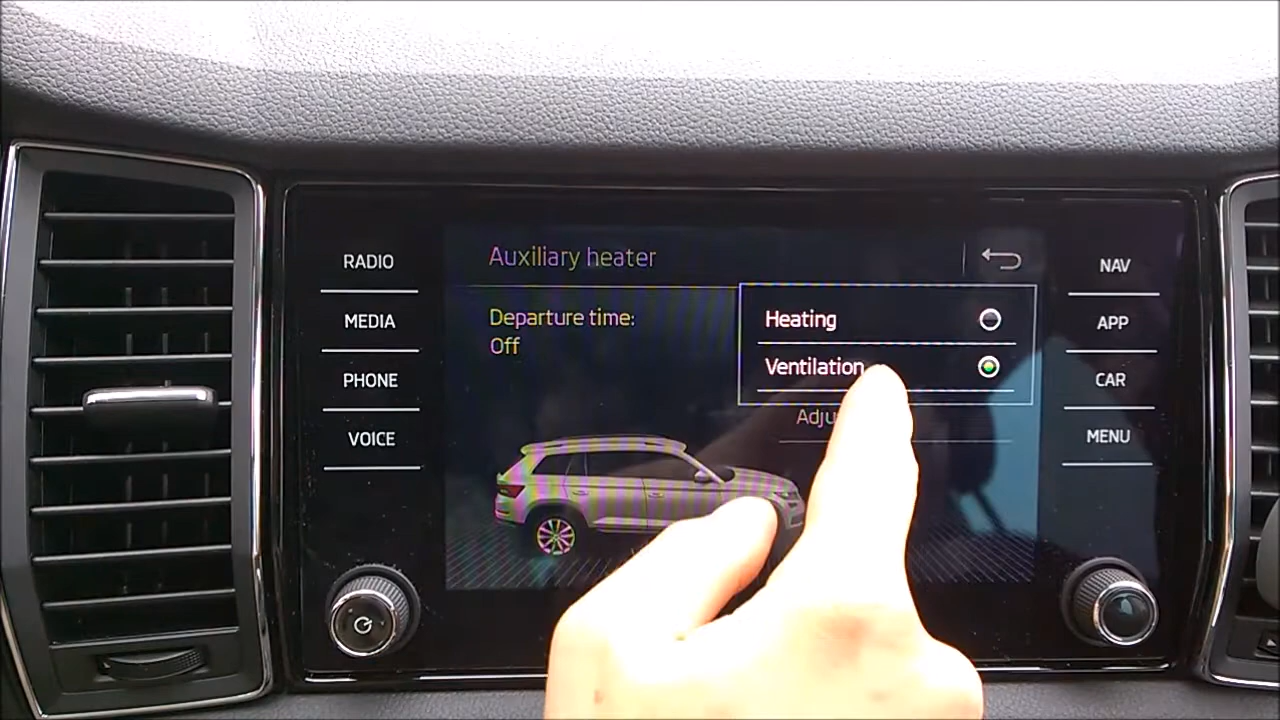 RADIO
MEDIA
PHONE
VOICE
Auxiliary heater
Departure time:
Off
Heating
Ventilation
NAV
APP
CAR
MENU